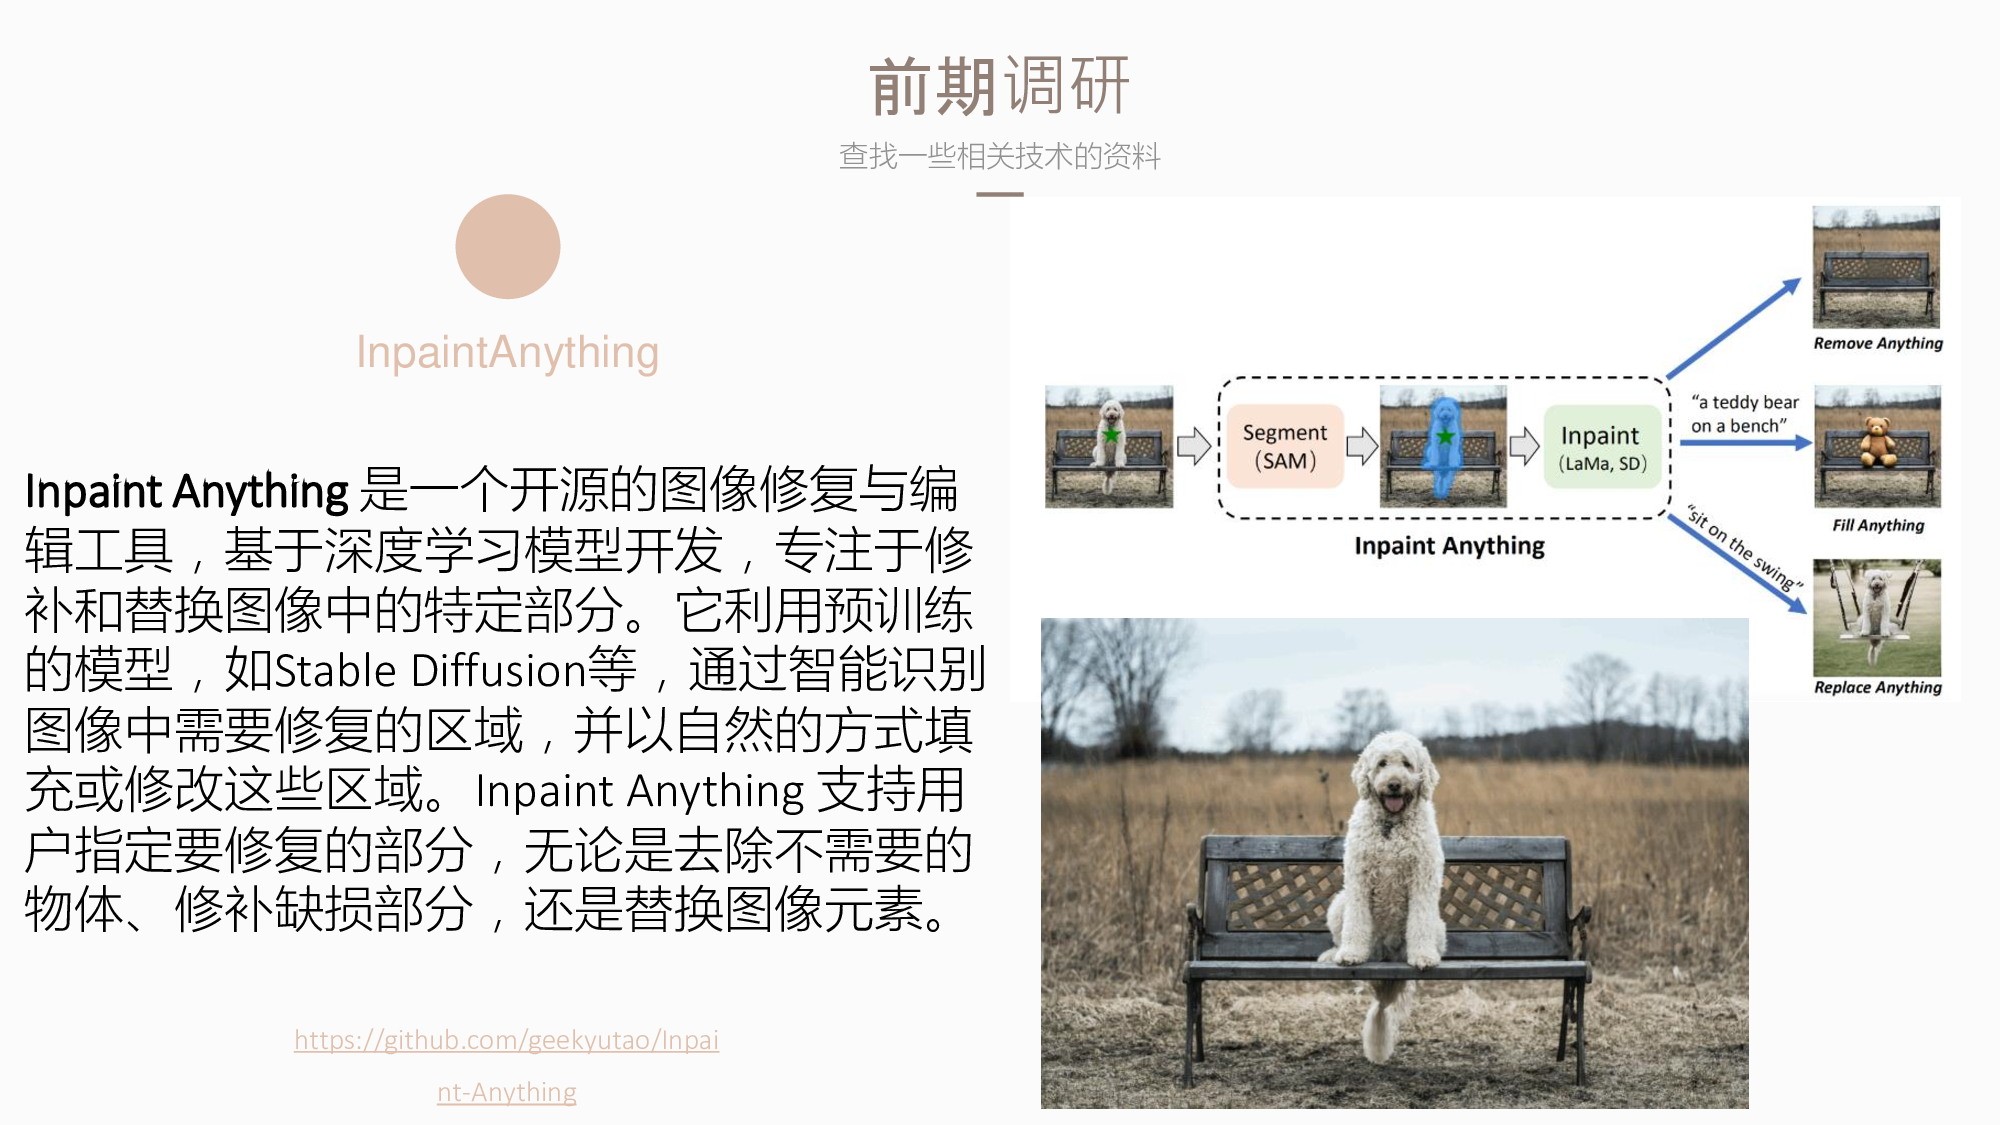 前期调研
查找一些相关技术的资料
InpaintAnything
Inpaint Anything 是一个开源的图像修复与编
辑工具，基于深度学习模型开发，专注于修
补和替换图像中的特定部分。它利用预训练
的模型，如Stable Diffusion等，通过智能识别
图像中需要修复的区域，并以自然的方式填
充或修改这些区域。Inpaint Anything 支持用
户指定要修复的部分，无论是去除不需要的
物体、修补缺损部分，还是替换图像元素。
https://github.com/geekyutao/Inpai
nt-Anything
Segment
(SAM)
Inpaint
(LaMa, SD)
Inpaint Anything
Remove Anything
“a teddy bear
on a bench”
Fill Anything
“sit on the swing”
Replace Anything